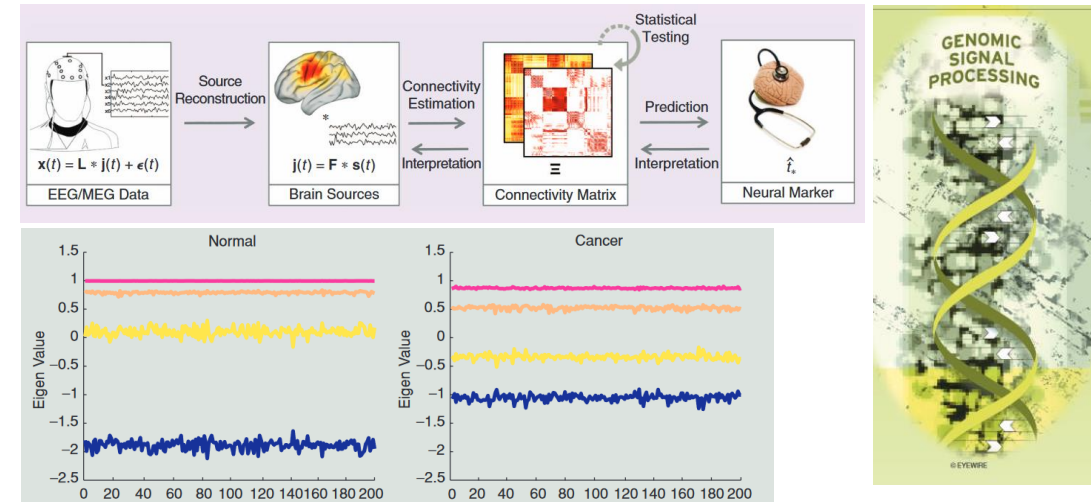 Statistical
Testing
Source
Reconstruction
Connectivity
Estimation
Prediction
*
Interpretation
Interpretation
x(t) = L * j(t) + ϵ(t)
j(t) = F * s(t)
Ξ
t̂*
EEG/MEG Data
Brain Sources
Connectivity Matrix
Neural Marker
Normal
Eigen Value
1.5
1
0.5
0
−0.5
−1
−1.5
−2
−2.5
0 20 40 60 80 100 120 140 160 180 200
Cancer
Eigen Value
1.5
1
0.5
0
−0.5
−1
−1.5
−2
−2.5
0 20 40 60 80 100 120 140 160 180 200
GENOMIC
SIGNAL
PROCESSING
© EYEWIRE